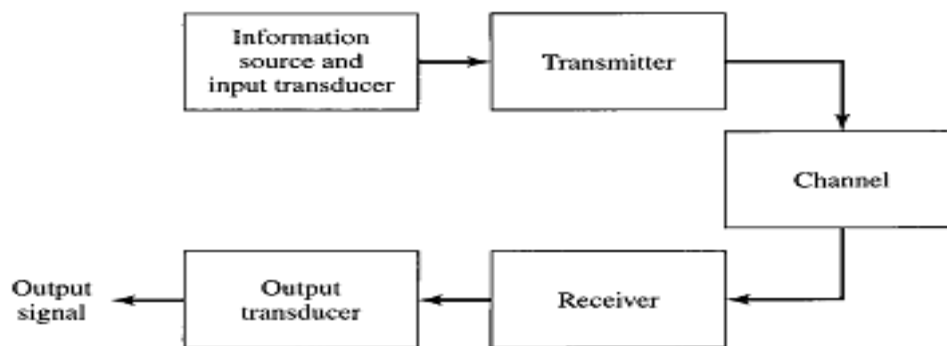 Information
source and
input transducer
Transmitter
Channel
Receiver
Output
transducer
Output
signal